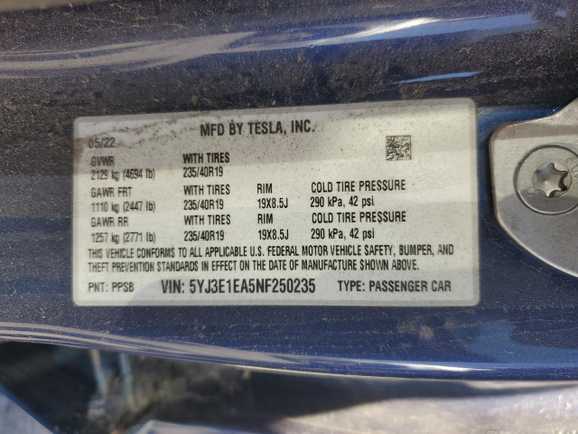 MFD BY TESLA, INC.
05/22
GVWR WITH TIRES
2129 kg (4694 lb) 235/40R19
GAWR FRT WITH TIRES RIM COLD TIRE PRESSURE
1110 kg (2447 lb) 235/40R19 19X8.5J 290 kPa, 42 psi
GAWR RR WITH TIRES RIM COLD TIRE PRESSURE
1257 kg (2771 lb) 235/40R19 19X8.5J 290 kPa, 42 psi
THIS VEHICLE CONFORMS TO ALL APPLICABLE U.S. FEDERAL MOTOR VEHICLE SAFETY, BUMPER, AND
THEFT PREVENTION STANDARDS IN EFFECT ON THE DATE OF MANUFACTURE SHOWN ABOVE.
PNT: PPSB VIN: 5YJ3E1EA5NF250235 TYPE: PASSENGER CAR